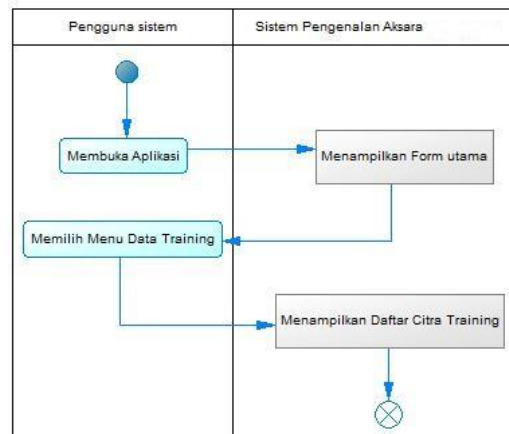 Pengguna sistem
Sistem Pengenalan Aksara
Membuka Aplikasi
Menampilkan Form utama
Memilih Menu Data Training
Menampilkan Daftar Citra Training